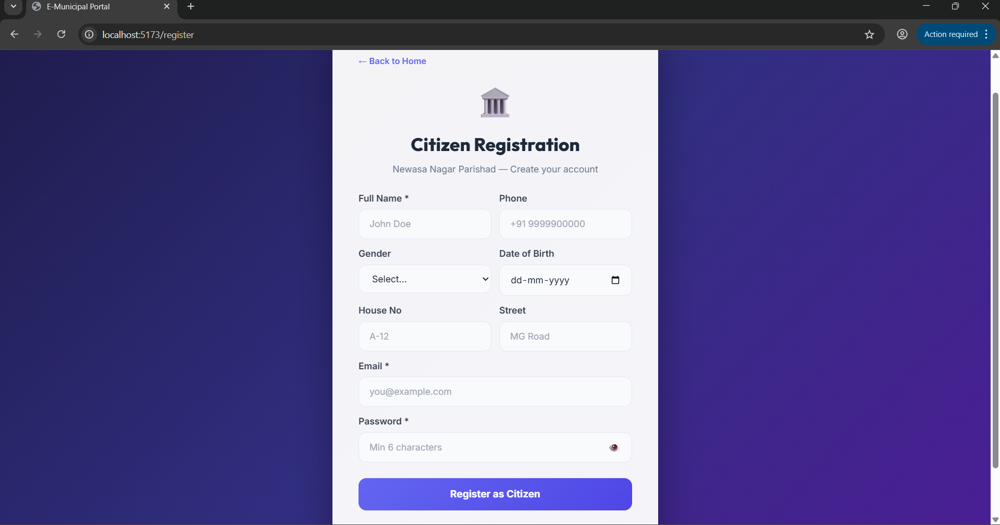 E-Municipal Portal
localhost:5173/register
Action required
← Back to Home
Citizen Registration
Newasa Nagar Parishad — Create your account
Full Name * Phone
John Doe +91 9999900000
Gender Date of Birth
Select... dd-mm-yyyy
House No Street
A-12 MG Road
Email *
you@example.com
Password *
Min 6 characters
Register as Citizen